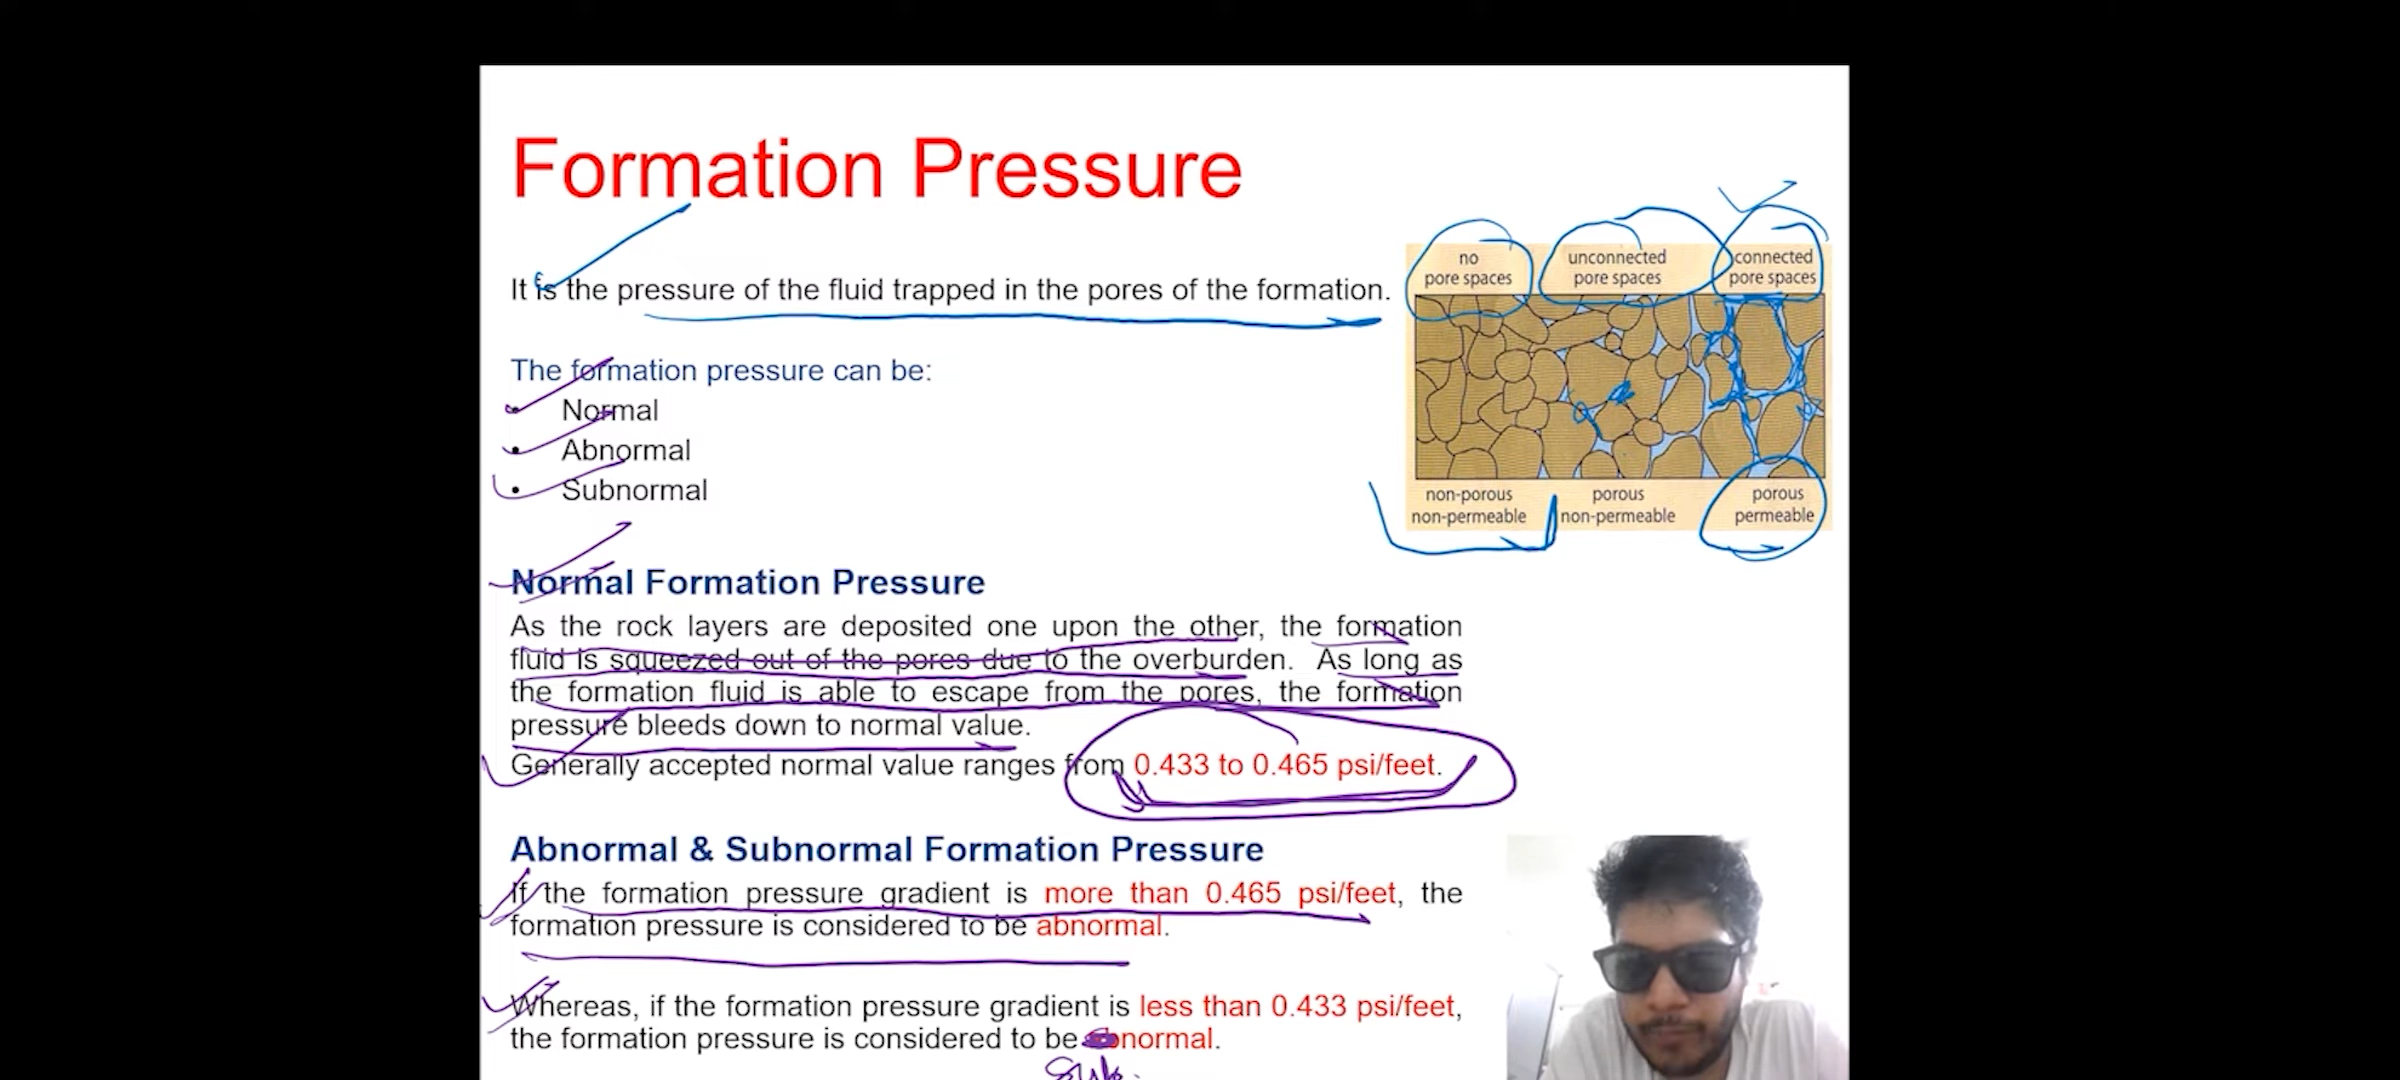 Formation Pressure
It is the pressure of the fluid trapped in the pores of the formation.
no
pore spaces
unconnected
pore spaces
connected
pore spaces
non-porous
non-permeable
porous
non-permeable
porous
permeable
The formation pressure can be:
• Normal
• Abnormal
• Subnormal
Normal Formation Pressure
As the rock layers are deposited one upon the other, the formation
fluid is squeezed out of the pores due to the overburden. As long as
the formation fluid is able to escape from the pores, the formation
pressure bleeds down to normal value.
Generally accepted normal value ranges from 0.433 to 0.465 psi/feet.
Abnormal & Subnormal Formation Pressure
If the formation pressure gradient is more than 0.465 psi/feet, the
formation pressure is considered to be abnormal.
Whereas, if the formation pressure gradient is less than 0.433 psi/feet,
the formation pressure is considered to be normal.
Sub.